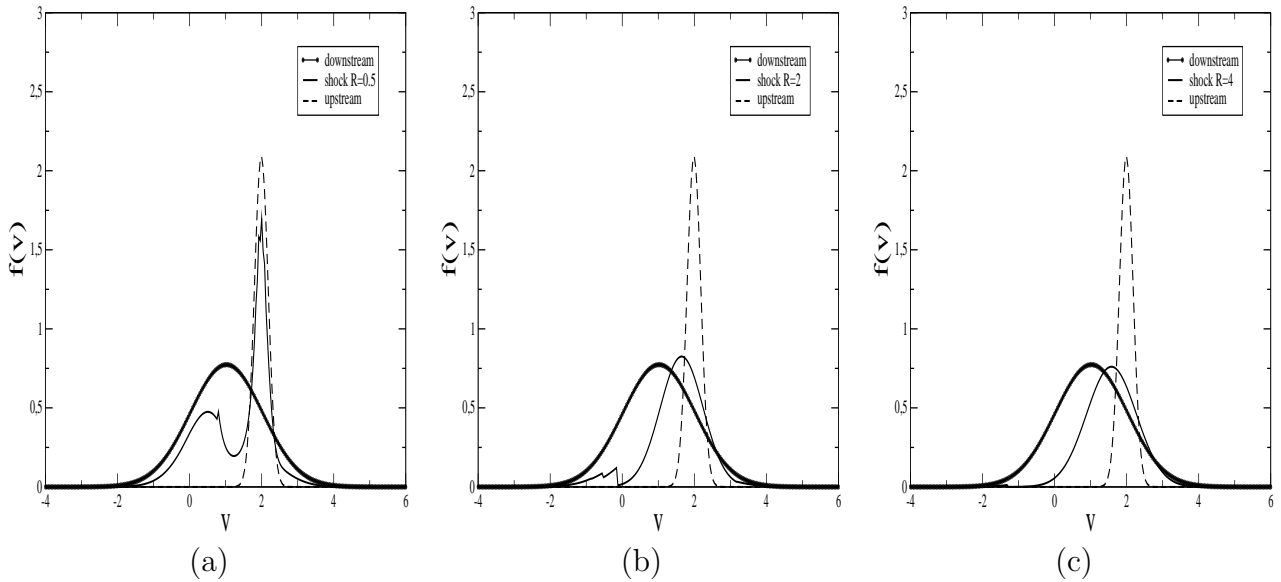 3
2,5
2
1,5
1
0,5
0
f(v)
-4 -2 0 2 4 6
V
downstream
shock R=0.5
upstream
(a)
3
2,5
2
1,5
1
0,5
0
f(v)
-4 -2 0 2 4 6
V
downstream
shock R=2
upstream
(b)
3
2,5
2
1,5
1
0,5
0
f(v)
-4 -2 0 2 4 6
V
downstream
shock R=4
upstream
(c)